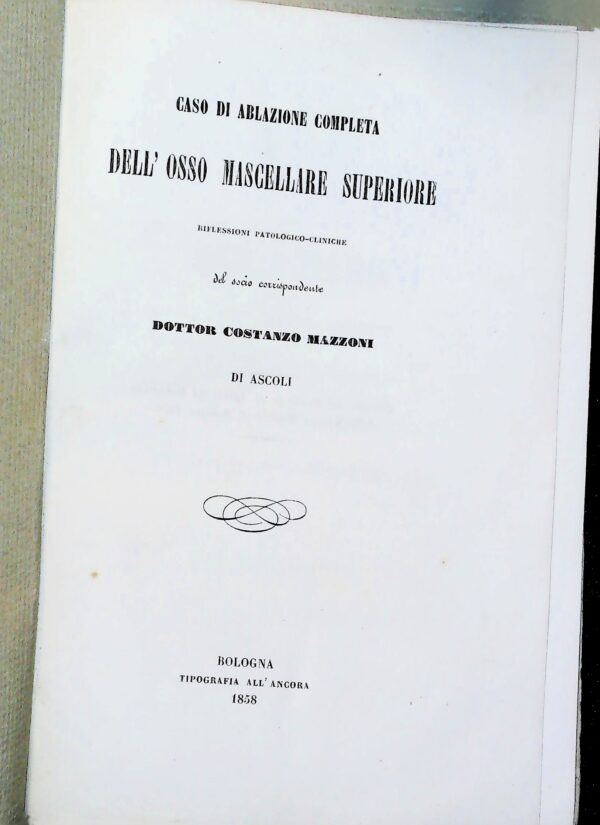 CASO DI ABLAZIONE COMPLETA
DELL' OSSO MASCELLARE SUPERIORE
RIFLESSIONI PATOLOGICO-CLINICHE
del socio corrispondente
DOTTOR COSTANZO MAZZONI
DI ASCOLI
BOLOGNA
TIPOGRAFIA ALL' ANCORA
1858